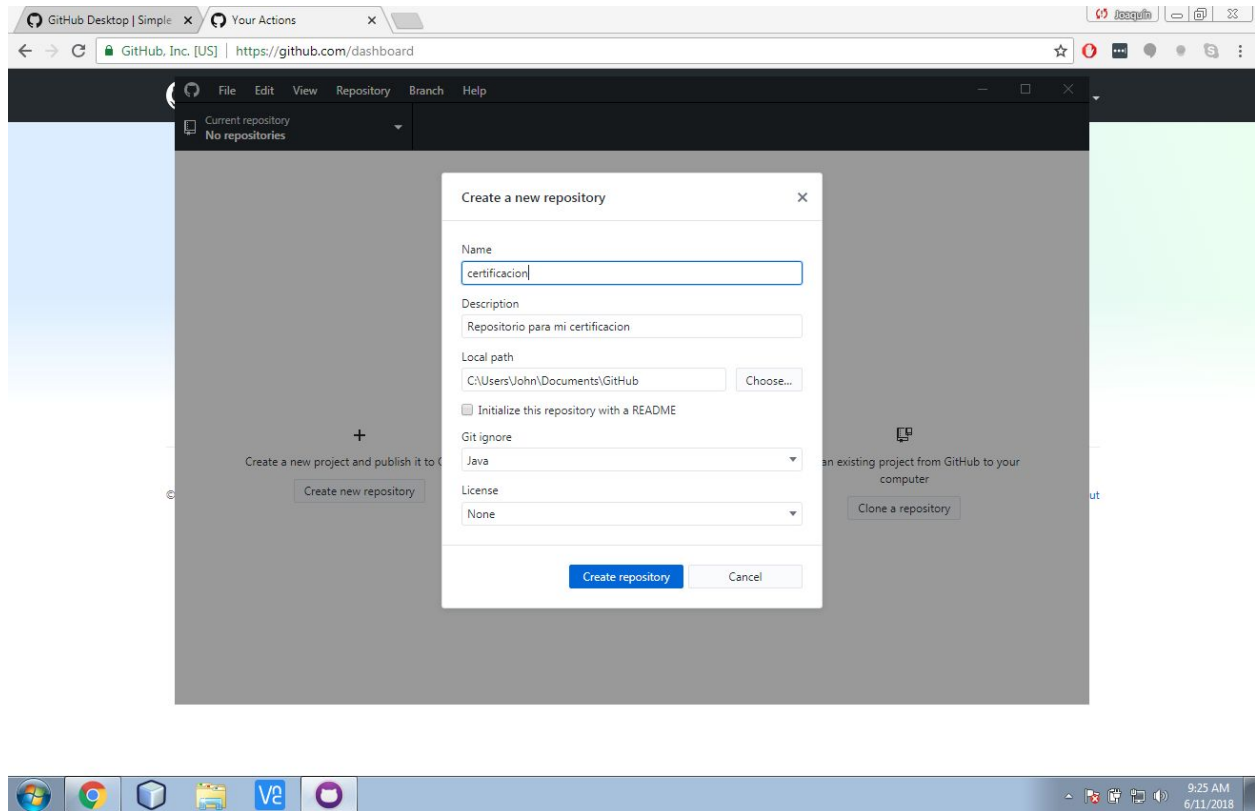 GitHub Desktop | Simple
Your Actions
Joaquín
GitHub, Inc. [US] | https://github.com/dashboard
File Edit View Repository Branch Help
Current repository
No repositories
Create a new repository
Name
certificacion
Description
Repositorio para mi certificacion
Local path
C:\Users\John\Documents\GitHub
Choose...
Initialize this repository with a README
Git ignore
Java
License
None
Create repository
Cancel
Create a new project and publish it to
Create new repository
an existing project from GitHub to your
computer
Clone a repository
©
ut
9:25 AM
6/11/2018